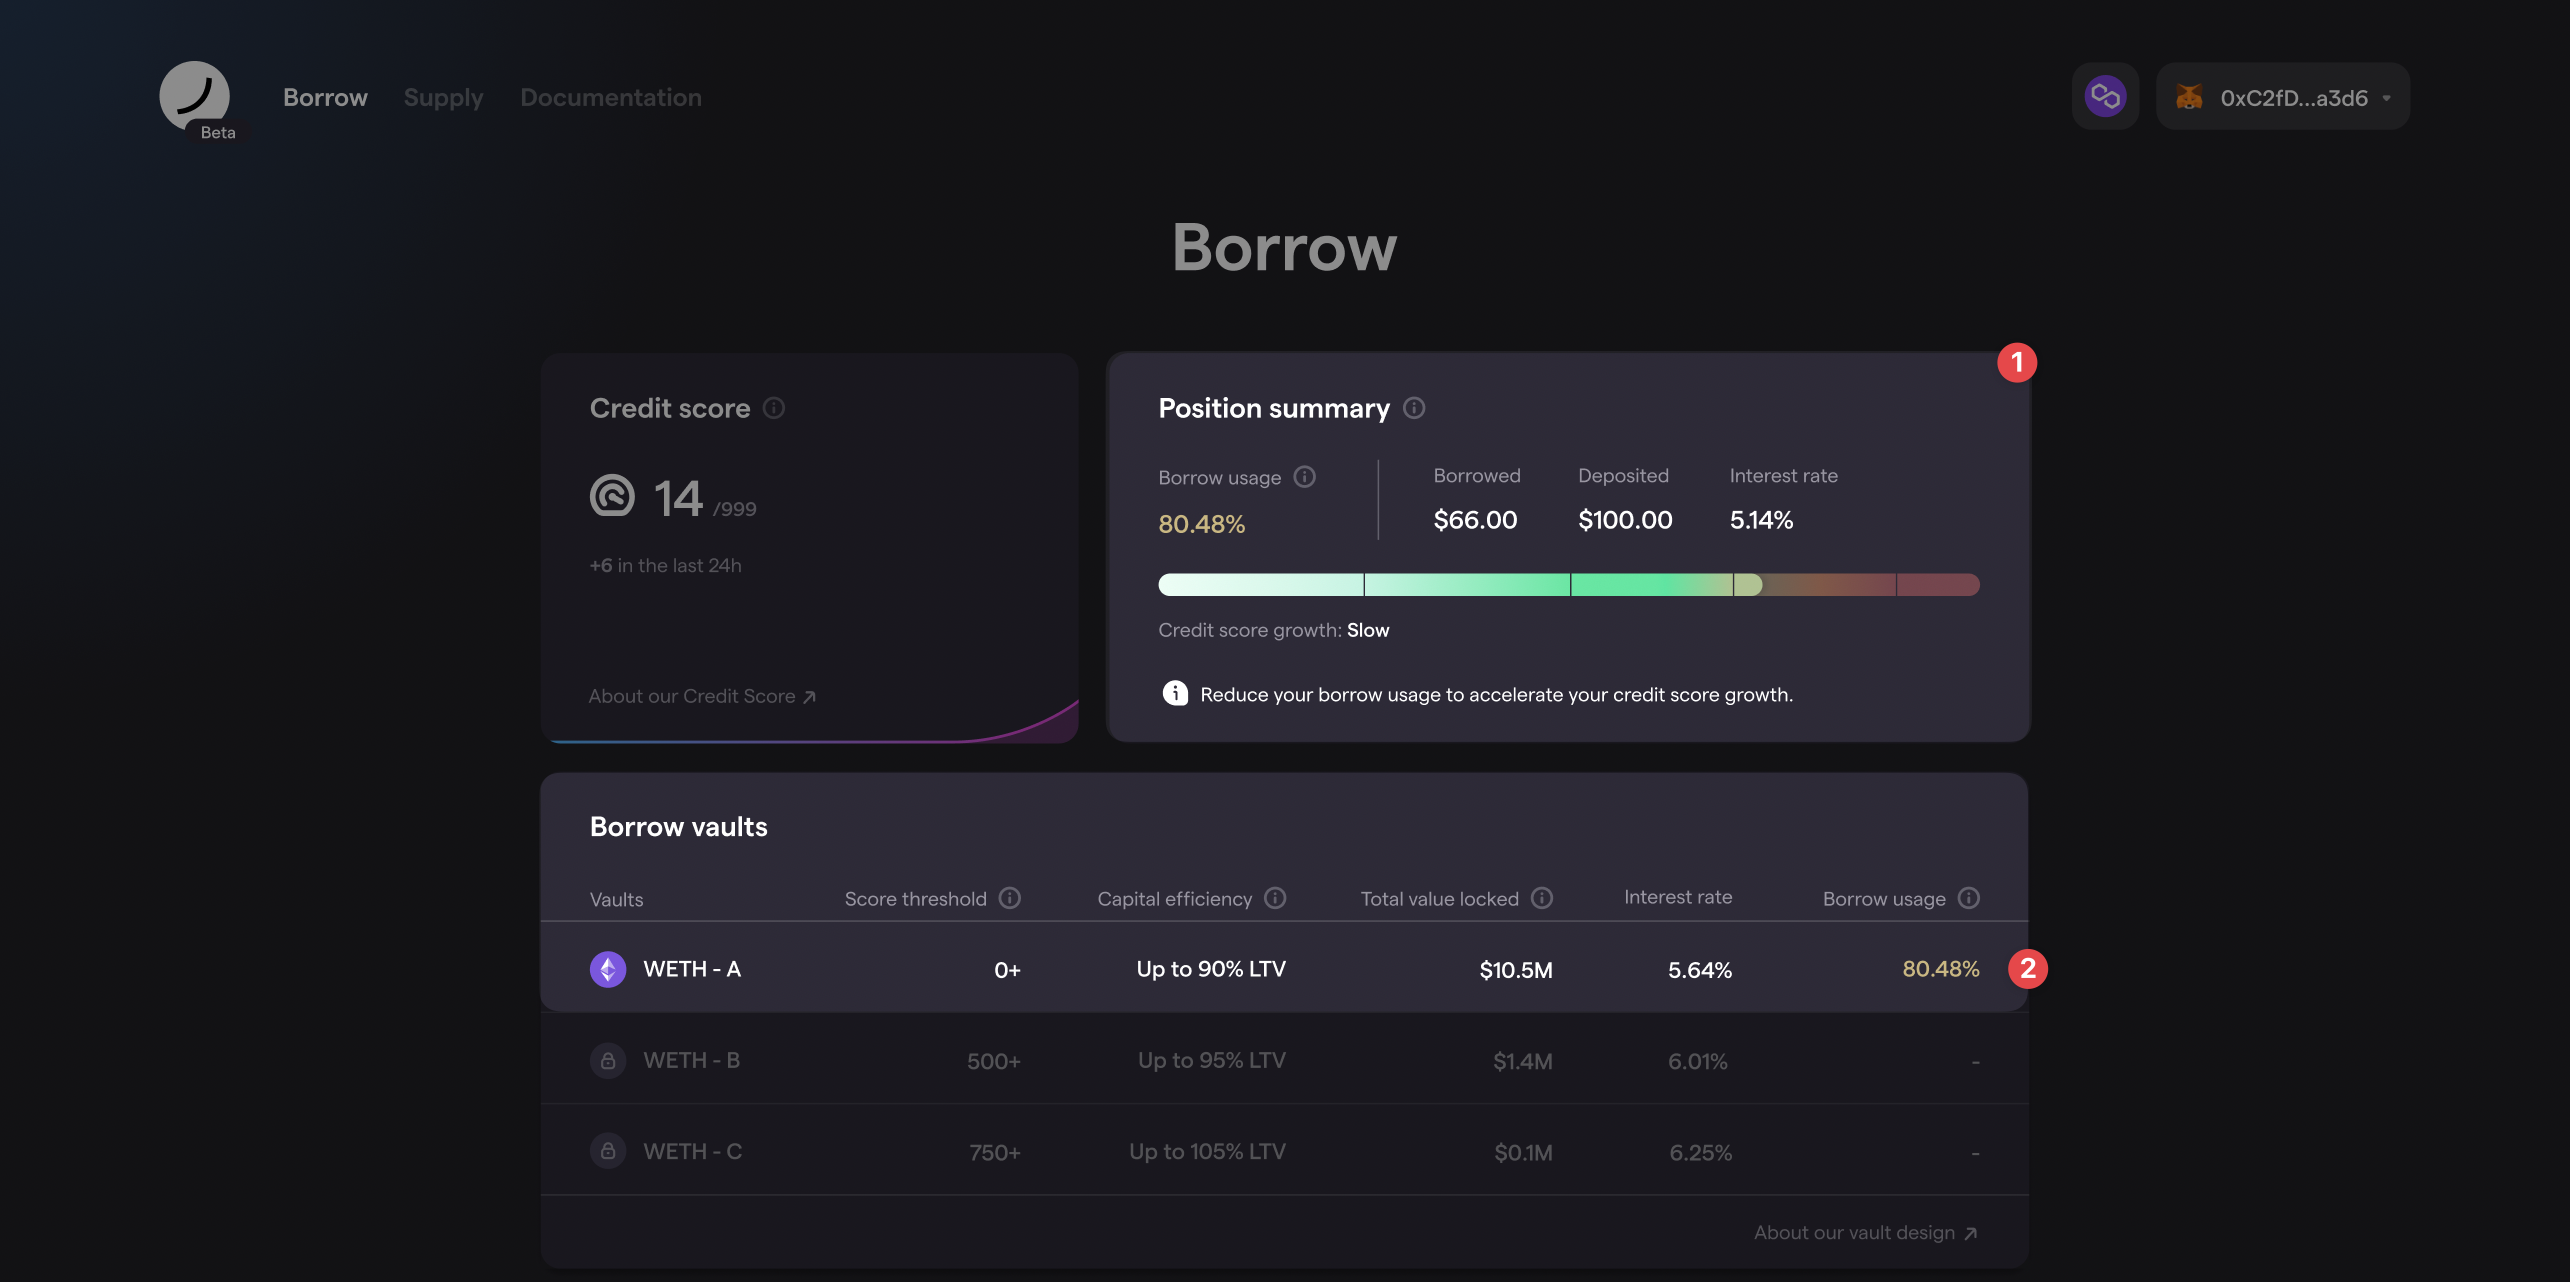 Borrow Supply Documentation
0xC2fD...a3d6
Beta
Borrow
Credit score
14 /999
+6 in the last 24h
About our Credit Score
1
Position summary
Borrow usage Borrowed Deposited Interest rate
80.48% $66.00 $100.00 5.14%
Credit score growth: Slow
Reduce your borrow usage to accelerate your credit score growth.
Borrow vaults
Vaults Score threshold Capital efficiency Total value locked Interest rate Borrow usage
WETH - A 0+ Up to 90% LTV $10.5M 5.64% 80.48% 2
WETH - B 500+ Up to 95% LTV $1.4M 6.01% -
WETH - C 750+ Up to 105% LTV $0.1M 6.25% -
About our vault design